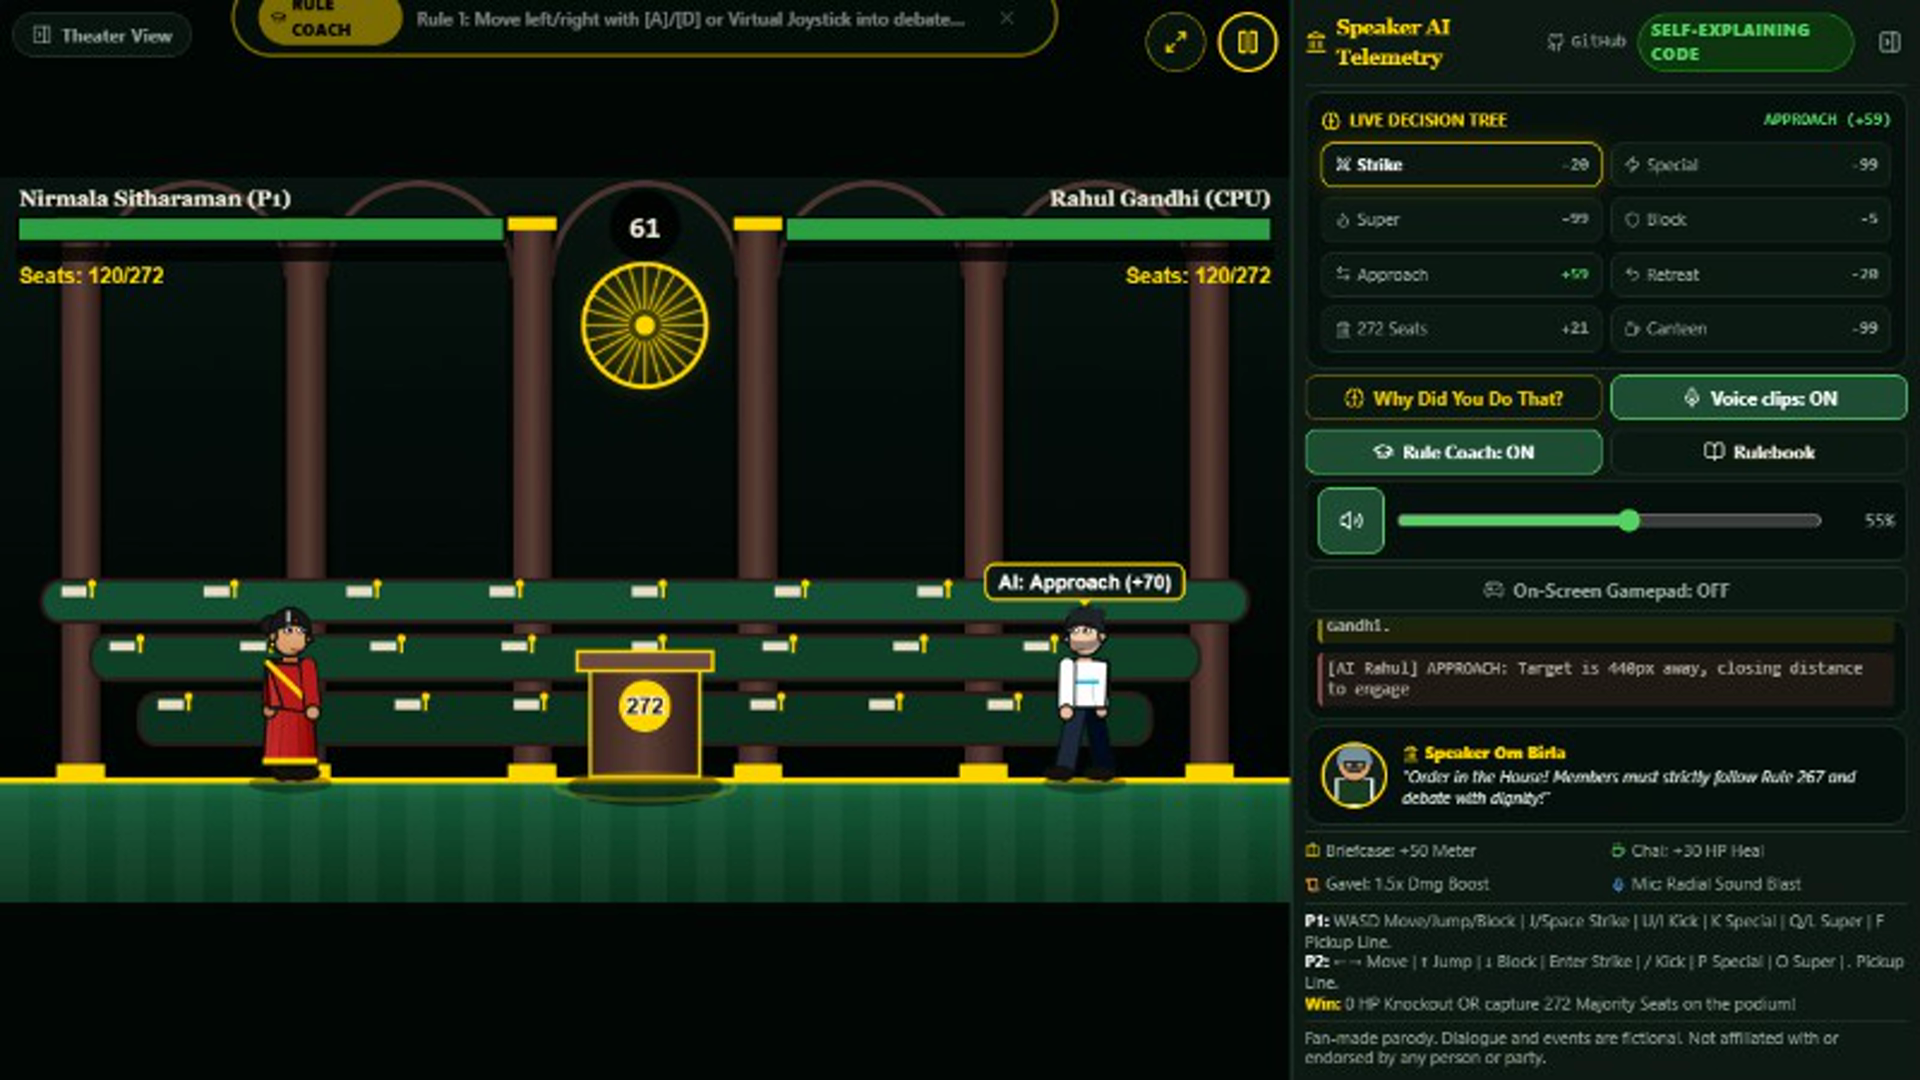 Theater View
RULE COACH
Rule 1: Move left/right with [A]/[D] or Virtual Joystick into debate...
Nirmala Sitharaman (P1)
61
Rahul Gandhi (CPU)
Seats: 120/272
Seats: 120/272
AI: Approach (+70)
272
Speaker AI
Telemetry
GitHub
SELF-EXPLAINING
CODE
LIVE DECISION TREE
APPROACH (+59)
Strike -20
Special -99
Super -99
Block -5
Approach +59
Retreat -20
272 Seats +21
Canteen -99
Why Did You Do That?
Voice clips: ON
Rule Coach: ON
Rulebook
55%
On-Screen Gamepad: OFF
Gandhi.
[AI Rahul] APPROACH: Target is 440px away, closing distance
to engage
Speaker Om Birla
"Order in the House! Members must strictly follow Rule 267 and
debate with dignity!"
Briefcase: +50 Meter
Chai: +30 HP Heal
Gavel: 1.5x Dmg Boost
Mic: Radial Sound Blast
P1: WASD Move/Jump/Block | J/Space Strike | U/I Kick | K Special | Q/L Super | F
Pickup Line.
P2: ←→ Move | ↑ Jump | ↓ Block | Enter Strike | / Kick | P Special | O Super | . Pickup
Line.
Win: 0 HP Knockout OR capture 272 Majority Seats on the podium!
Fan-made parody. Dialogue and events are fictional. Not affiliated with or
endorsed by any person or party.